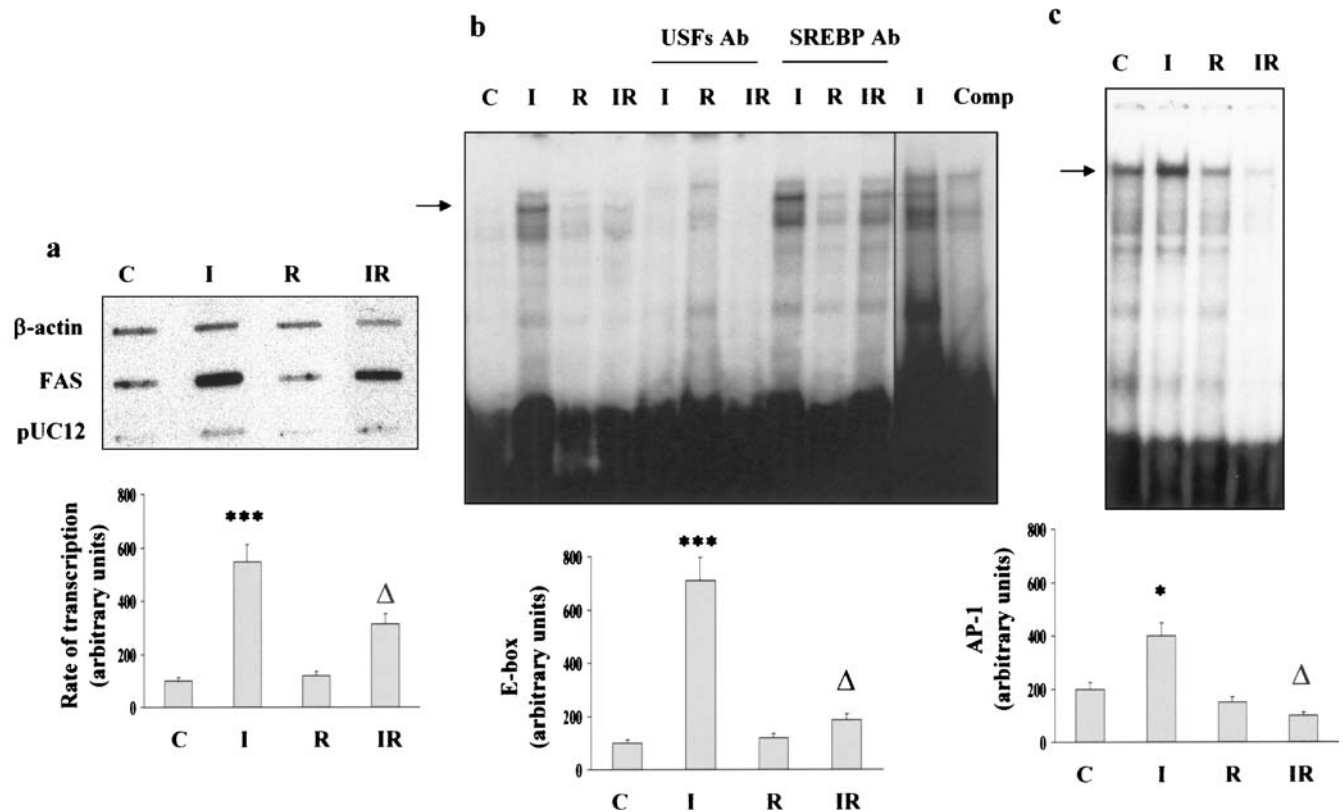 a
C I R IR
β-actin
FAS
pUC12
Rate of transcription
(arbitrary units)
800
600
400
200
0
***
Δ
C I R IR
b
USFs Ab SREBP Ab
C I R IR I R IR I R IR I Comp
E-box
(arbitrary units)
800
600
400
200
0
***
Δ
C I R IR
c
C I R IR
AP-1
(arbitrary units)
800
600
400
200
0
*
Δ
C I R IR